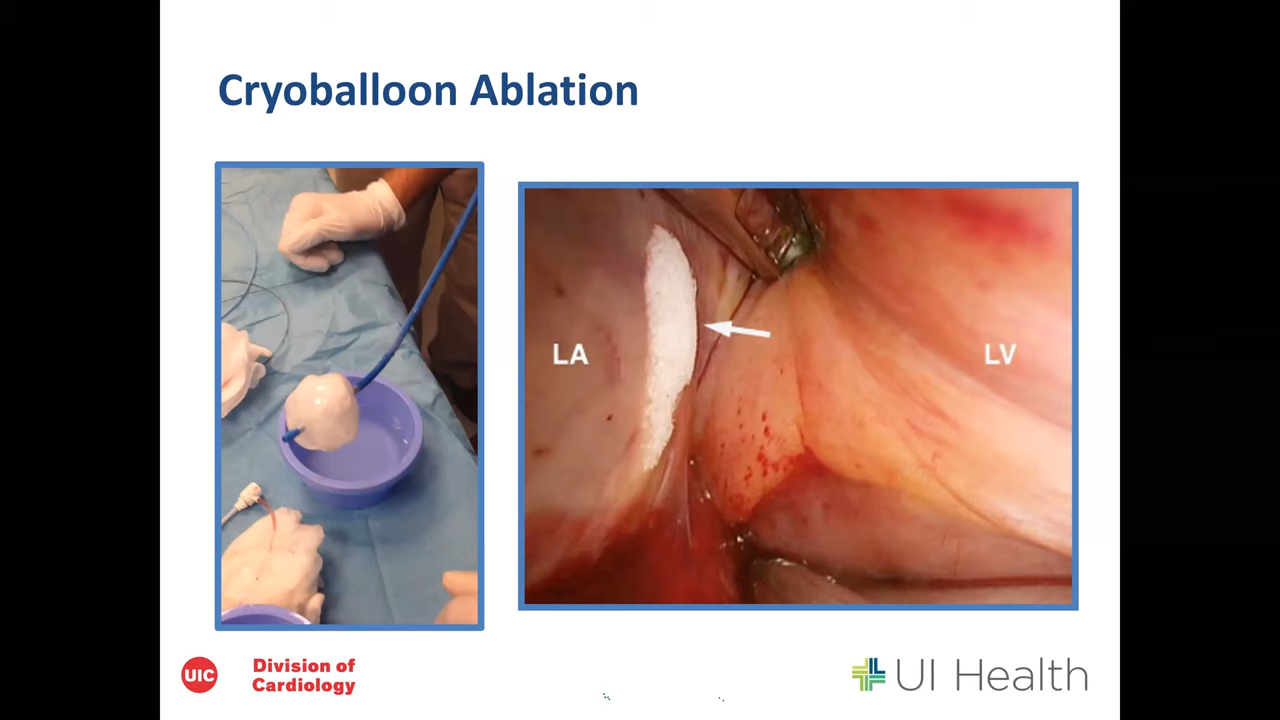 Cryoballoon Ablation
LA
LV
UIC
Division of
Cardiology
UI Health